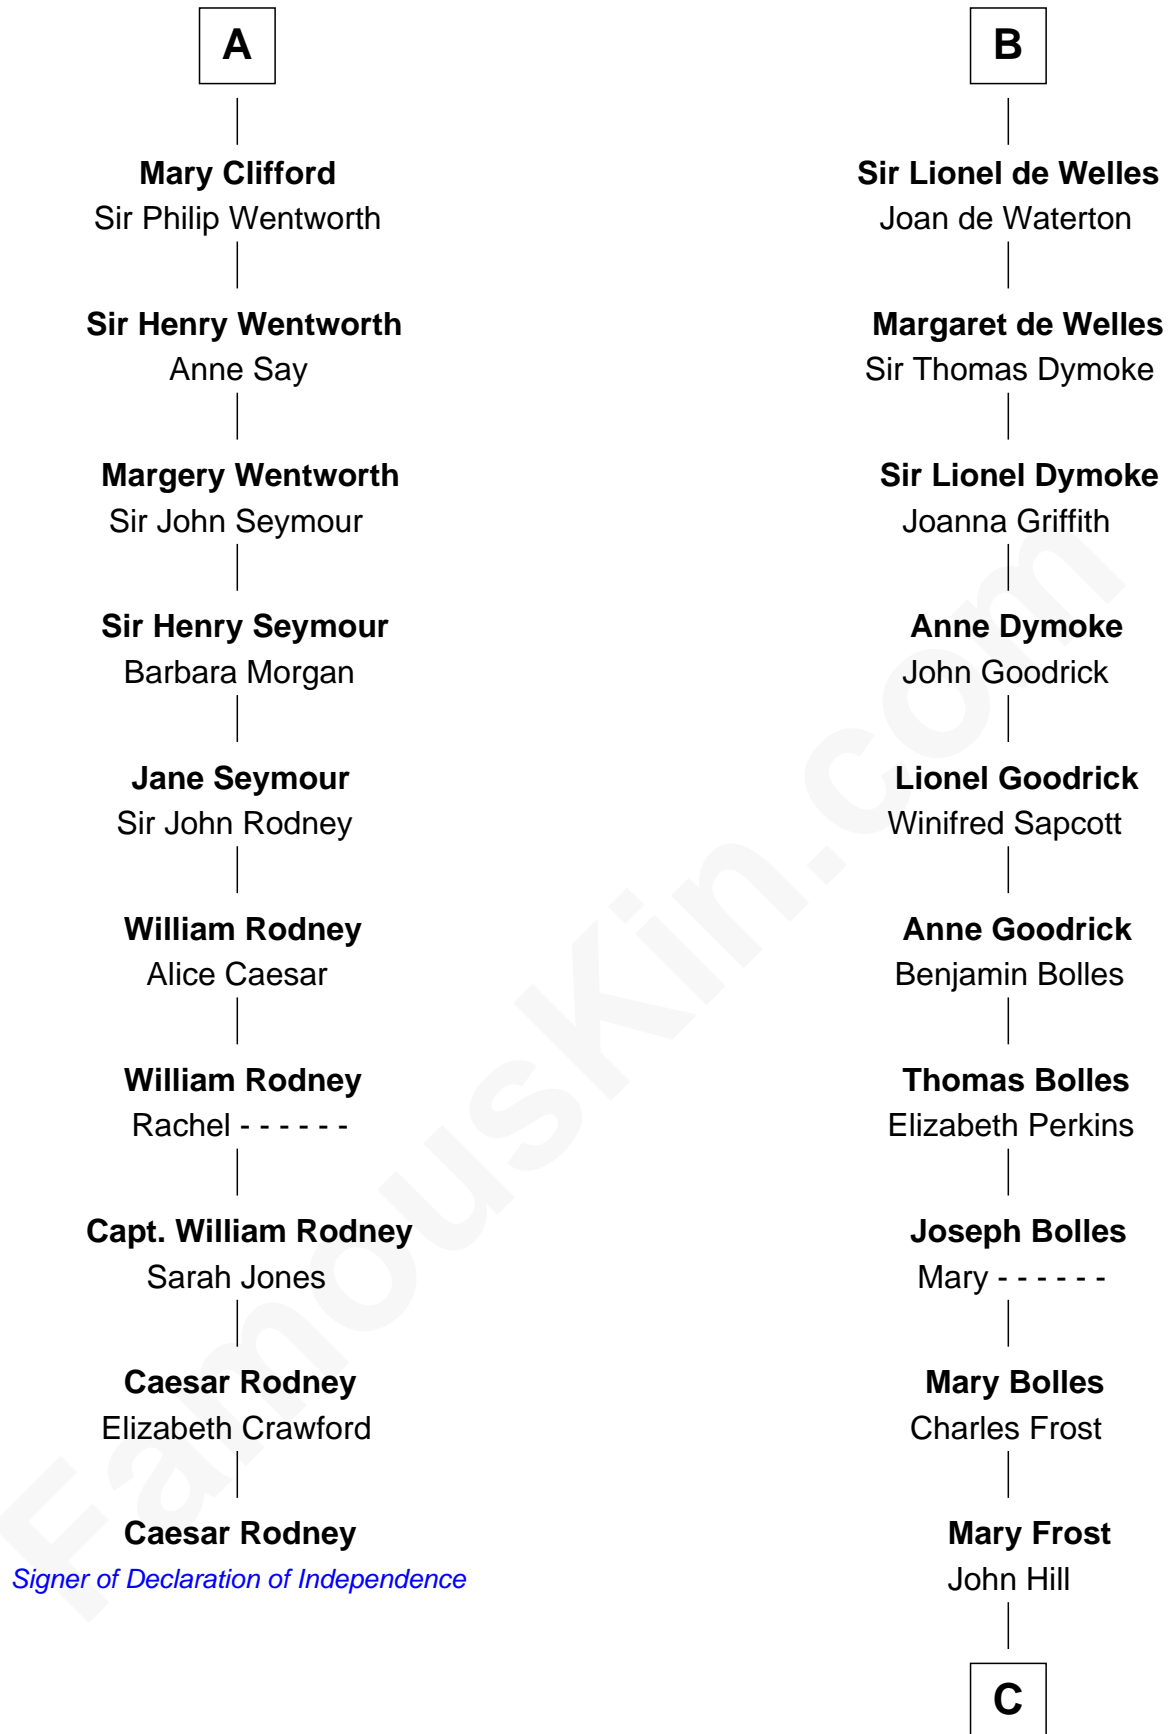 A
Mary Clifford
Sir Philip Wentworth
Sir Henry Wentworth
Anne Say
Margery Wentworth
Sir John Seymour
Sir Henry Seymour
Barbara Morgan
Jane Seymour
Sir John Rodney
William Rodney
Alice Caesar
William Rodney
Rachel - - - - - -
Capt. William Rodney
Sarah Jones
Caesar Rodney
Elizabeth Crawford
Caesar Rodney
Signer of Declaration of Independence
B
Sir Lionel de Welles
Joan de Waterton
Margaret de Welles
Sir Thomas Dymoke
Sir Lionel Dymoke
Joanna Griffith
Anne Dymoke
John Goodrick
Lionel Goodrick
Winifred Sapcott
Anne Goodrick
Benjamin Bolles
Thomas Bolles
Elizabeth Perkins
Joseph Bolles
Mary - - - - - -
Mary Bolles
Charles Frost
Mary Frost
John Hill
C
FamousKin.com